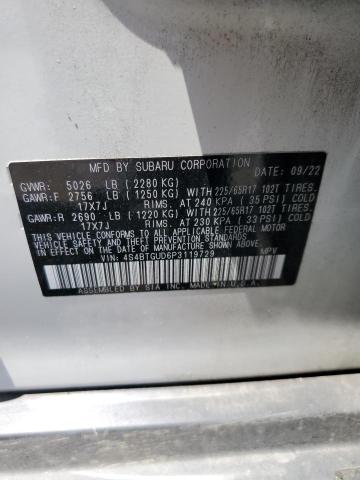 MFD BY SUBARU CORPORATION DATE: 09/22
GVWR: 5026 LB (2280 KG)
GAWR:F 2756 LB (1250 KG) WITH 225/65R17 102T TIRES.
17X7J RIMS. AT 240 KPA (35 PSI) COLD
GAWR:R 2690 LB (1220 KG) WITH 225/65R17 102T TIRES.
17X7J RIMS. AT 230 KPA (33 PSI) COLD
THIS VEHICLE CONFORMS TO ALL APPLICABLE FEDERAL MOTOR
VEHICLE SAFETY AND THEFT PREVENTION STANDARDS
IN EFFECT ON THE DATE OF MANUFACTURE SHOWN ABOVE.
VIN: 4S4BTGUD6P3119729 MPV
ASSEMBLED BY SIA INC. MADE IN U.S.A.